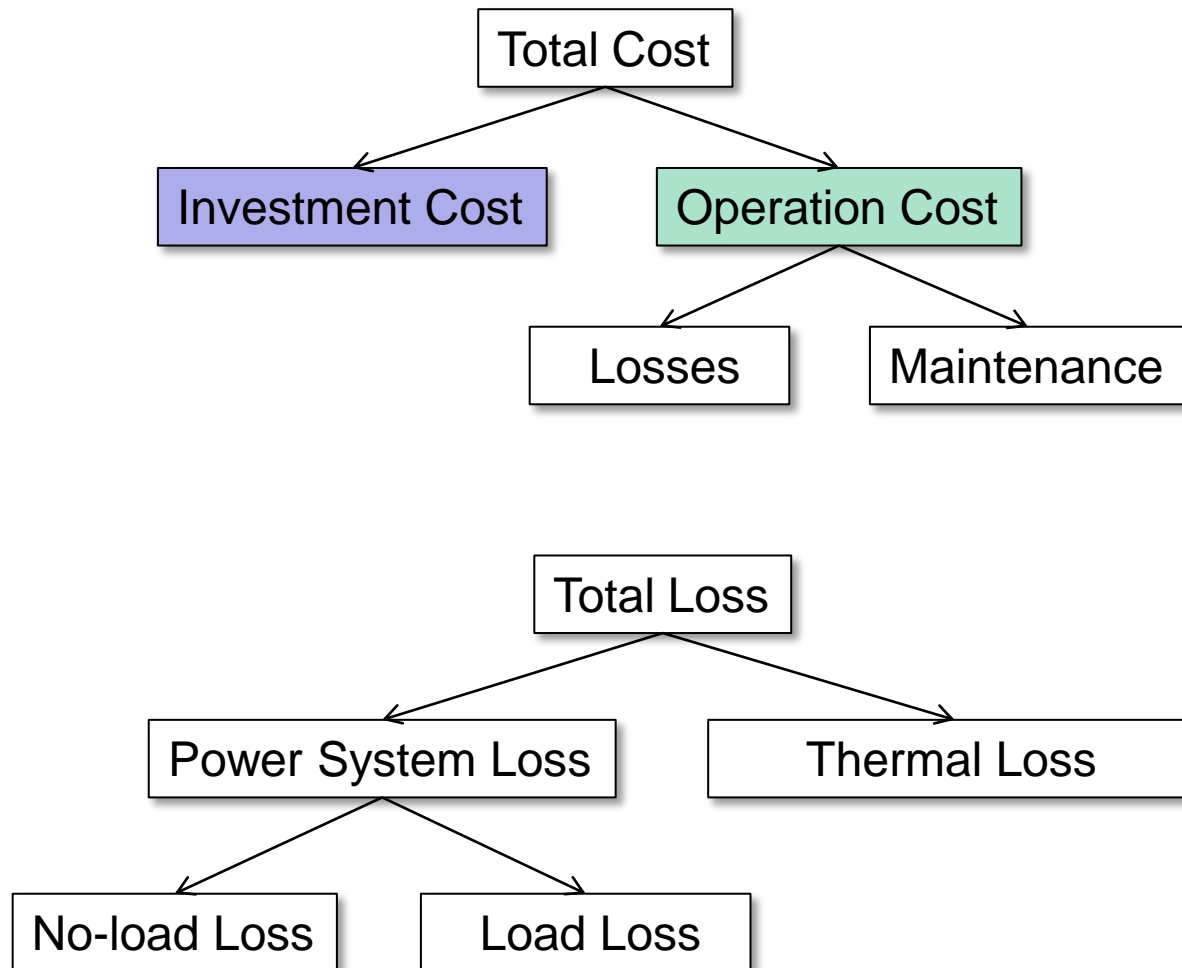 Total Cost
Investment Cost
Operation Cost
Losses
Maintenance
Total Loss
Power System Loss
Thermal Loss
No-load Loss
Load Loss